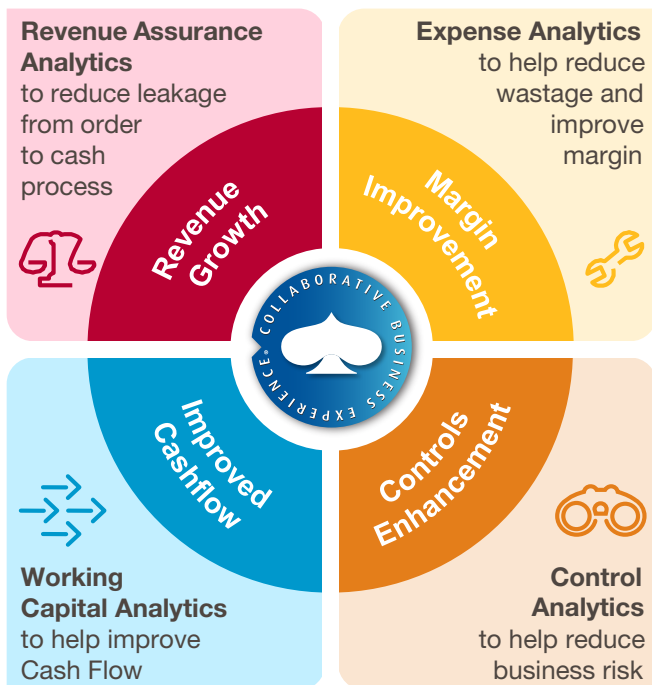 Revenue Assurance
Analytics
to reduce leakage
from order
to cash
process
Revenue
Growth
Expense Analytics
to help reduce
wastage and
improve
margin
Margin
Improvement
COLLABORATIVE BUSINESS EXPERIENCE®
Improved
Cashflow
Working
Capital Analytics
to help improve
Cash Flow
Controls
Enhancement
Control
Analytics
to help reduce
business risk